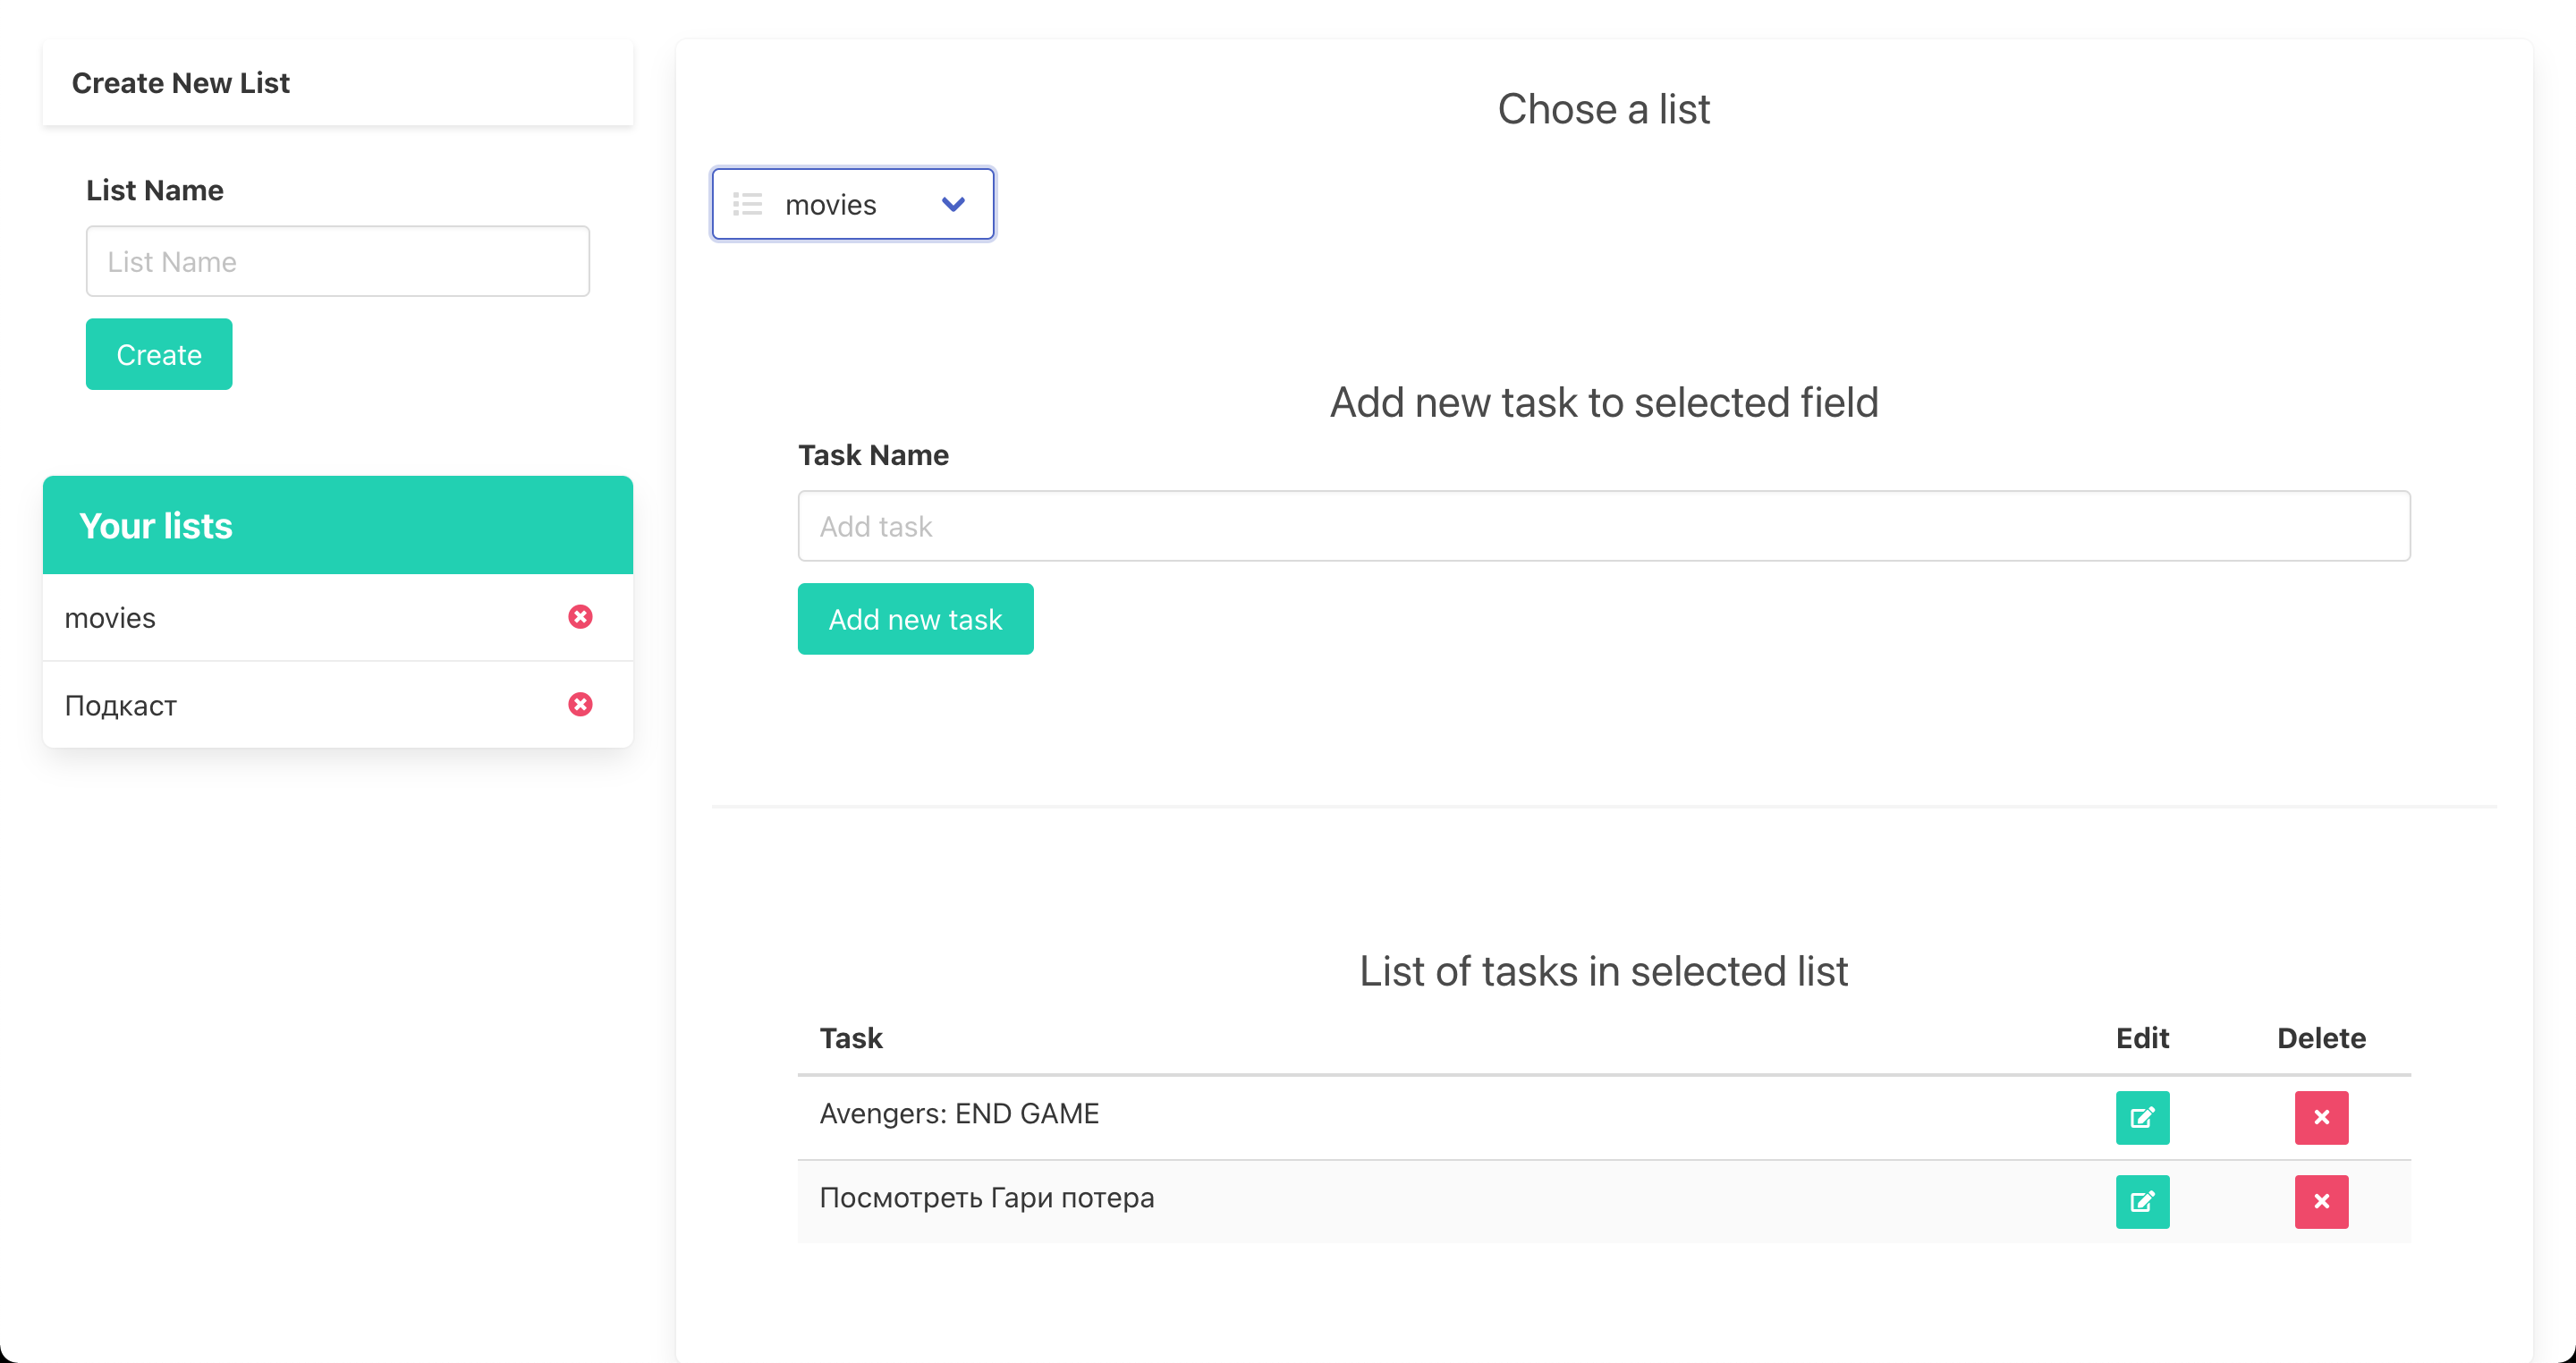 Create New List
List Name
List Name
Create
Your lists
movies
Подкаст
Chose a list
movies
Add new task to selected field
Task Name
Add task
Add new task
List of tasks in selected list
Task Edit Delete
Avengers: END GAME
Посмотреть Гари потера